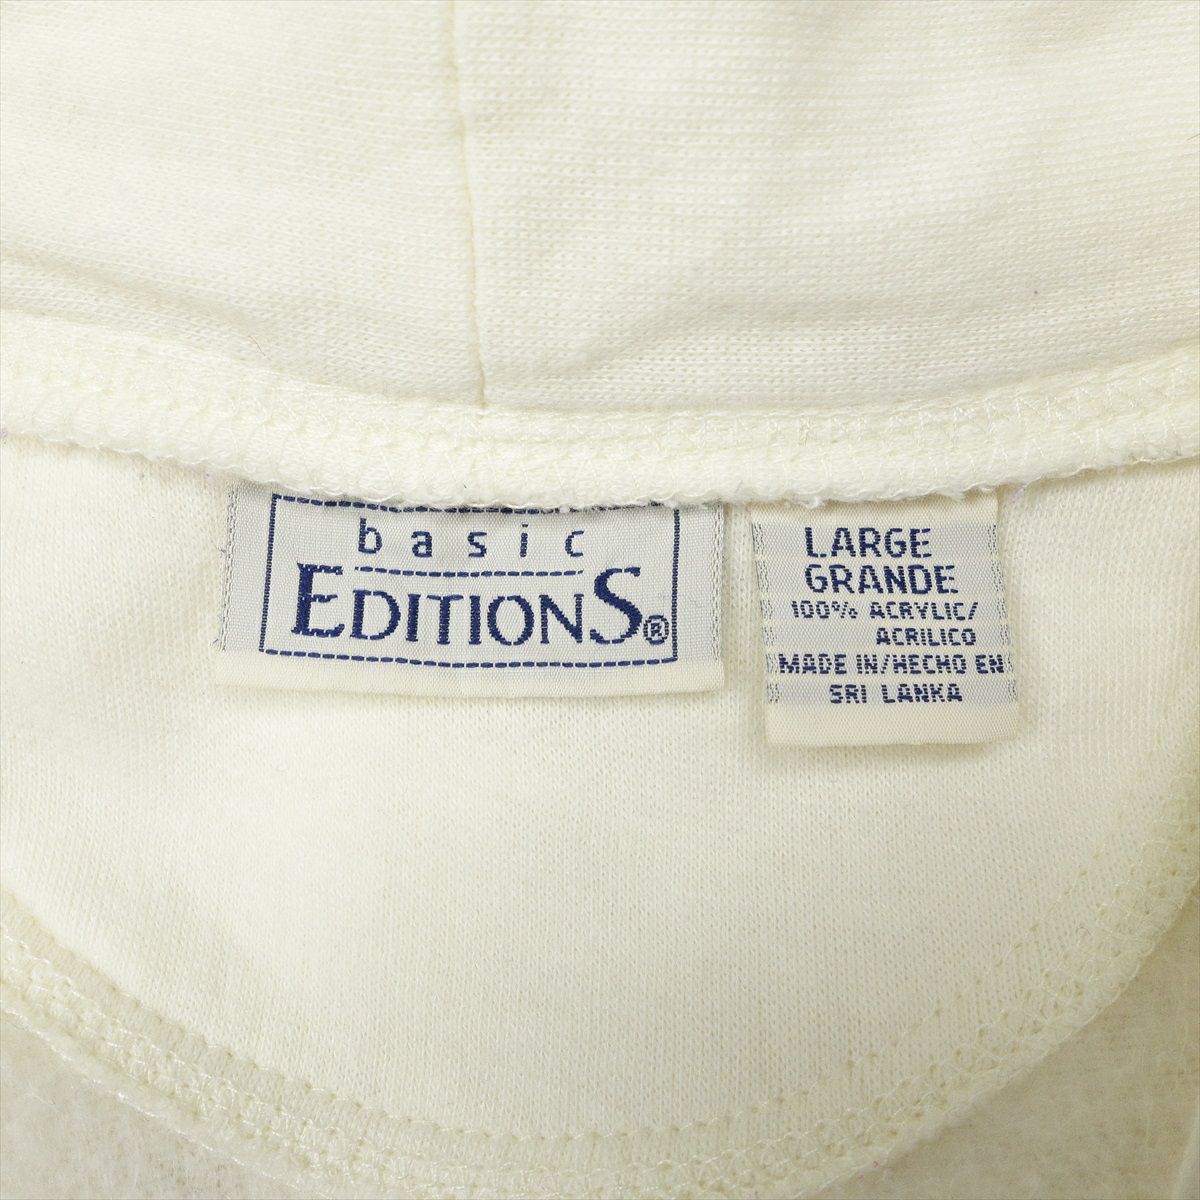 basic
EDITIONS®
LARGE
GRANDE
100% ACRYLIC/
ACRILICO
MADE IN/HECHO EN
SRI LANKA